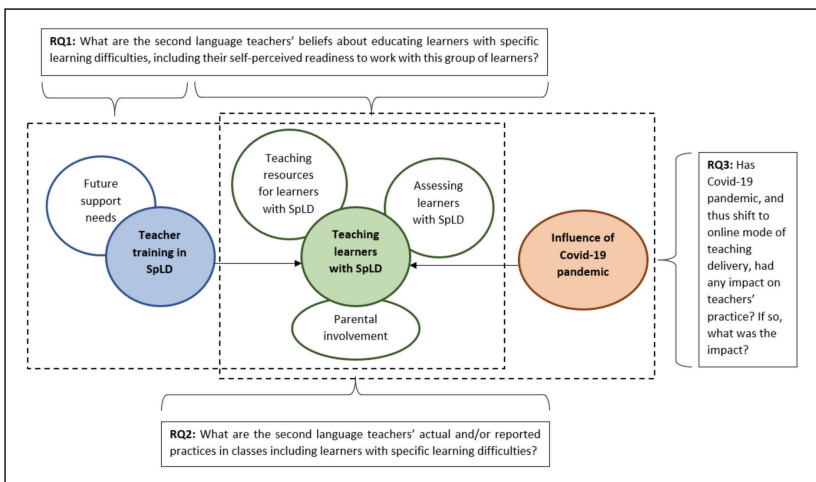 RQ1: What are the second language teachers' beliefs about educating learners with specific
learning difficulties, including their self-perceived readiness to work with this group of learners?
Future
support
needs
Teacher
training in
SpLD
Teaching
resources
for learners
with SpLD
Assessing
learners
with SpLD
Teaching
learners
with SpLD
Parental
involvement
Influence of
Covid-19
pandemic
RQ3: Has
Covid-19
pandemic, and
thus shift to
online mode of
teaching
delivery, had
any impact on
teachers'
practice? If so,
what was the
impact?
RQ2: What are the second language teachers' actual and/or reported
practices in classes including learners with specific learning difficulties?